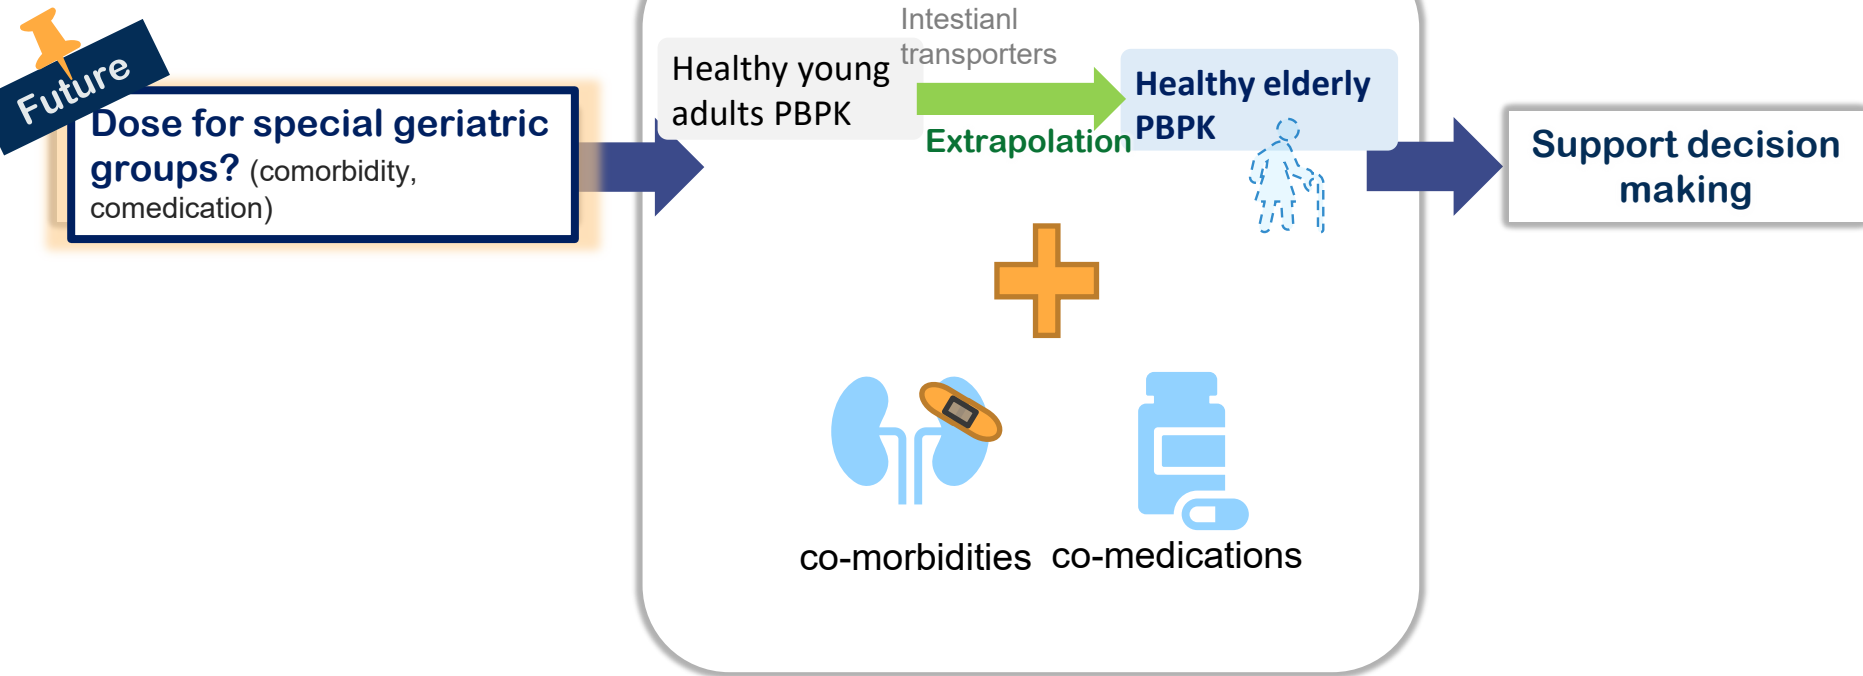 Future
Dose for special geriatric
groups? (comorbidity,
comedication)
Intestianl
transporters
Healthy young
adults PBPK
Extrapolation
Healthy elderly
PBPK
co-morbidities
co-medications
Support decision
making